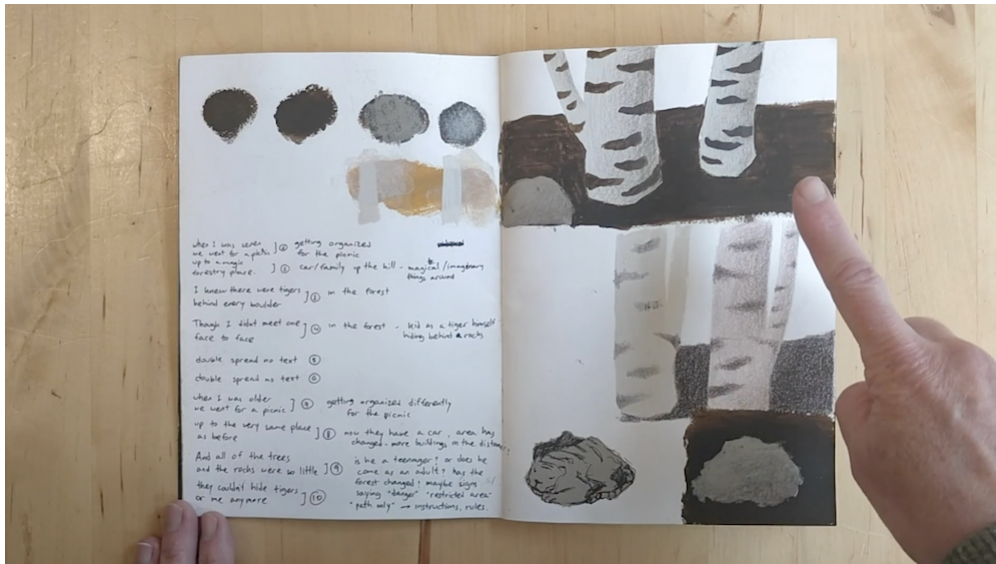 when I was seven ] ⓪ getting organized
we went for a picnic for the picnic
up to a magic
forestry place. ] ② car/family up the hill - magical/imaginary
things around
I knew there were tigers ] ③ in the forest
behind every boulder
Though I didnt meet one ] ④ in the forest - kid as a tiger himself
face to face hiding behind rocks
double spread no text ⑤
double spread no text ⑥
when I was older
we went for a picnic ] ⑦ getting organized differently
for the picnic
up to the very same place ] ⑧ now they have a car, area has
as before changed - more buildings in the distance
And all of the trees is he a teenager? or does he
and the rocks were so little ] ⑨ come as an adult? has the
forest changed? maybe signs
they couldn't hide tigers saying "danger" "restricted area"
or me anymore ] ⑩ "path only" → instructions, rules.